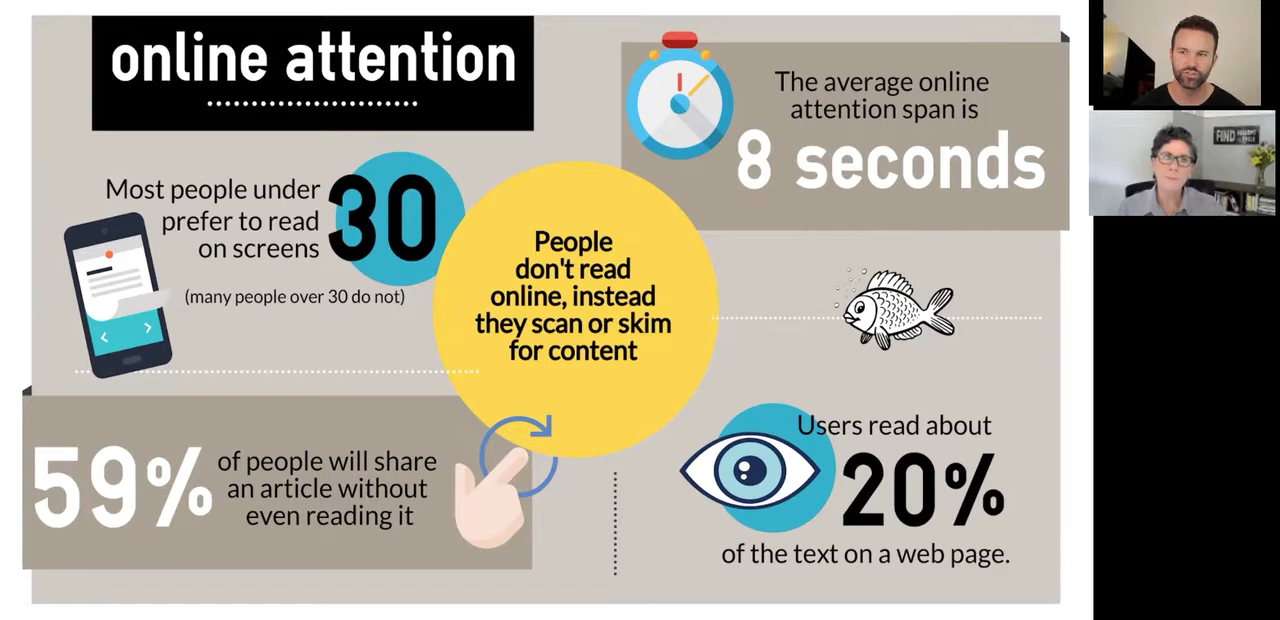 online attention
The average online
attention span is
8 seconds
Most people under
prefer to read
on screens
30
(many people over 30 do not)
People
don't read
online, instead
they scan or skim
for content
59%
of people will share
an article without
even reading it
Users read about
20%
of the text on a web page.
FIND